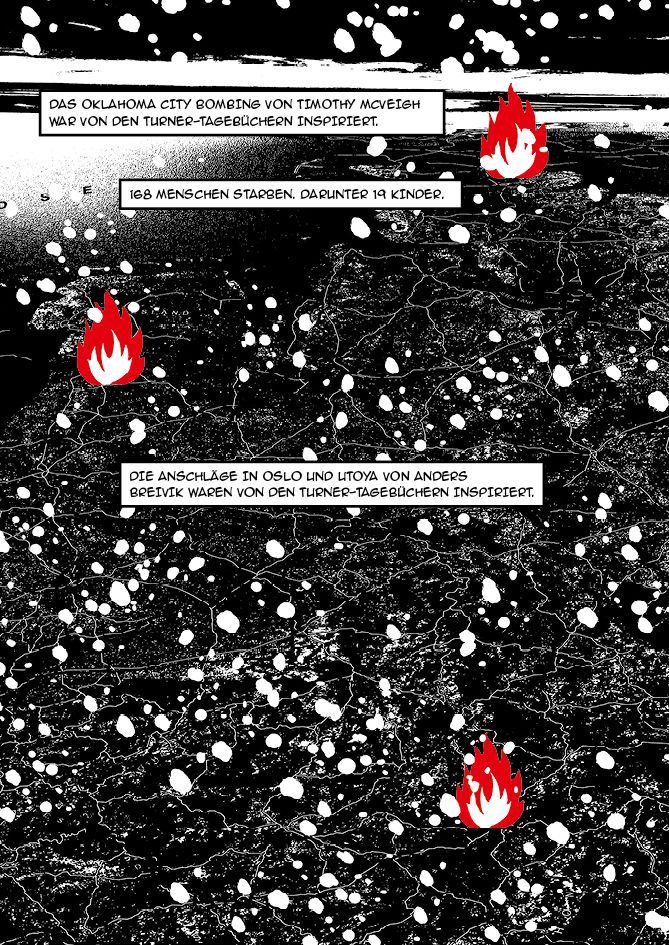 DAS OKLAHOMA CITY BOMBING VON TIMOTHY MCVEIGH
WAR VON DEN TURNER-TAGEBÜCHERN INSPIRIERT.
168 MENSCHEN STARBEN. DARUNTER 19 KINDER.
O S E
DIE ANSCHLÄGE IN OSLO UND UTOYA VON ANDERS
BREIVIK WAREN VON DEN TURNER-TAGEBÜCHERN INSPIRIERT.